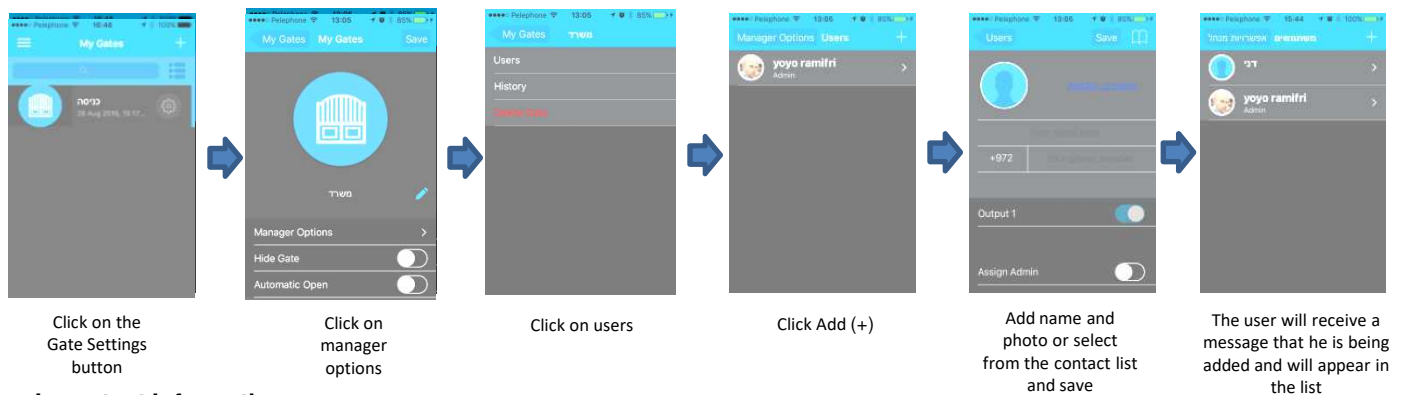 Pelephone 16:48 100%
My Gates +
כניסה
28 Aug 2016,
Pelephone 13:05 85%
My Gates My Gates Save
משרד
Manager Options >
Hide Gate
Automatic Open
Pelephone 13:05 85%
My Gates משרד
Users
History
Pelephone 13:06 85%
Manager Options Users +
yoyo ramifri
Admin
Pelephone 13:06 85%
Users Save
+972
Output 1
Assign Admin
Pelephone 15:44 100%
אפשרויות מנהל משתמשים +
דני
yoyo ramifri
Admin
Click on the
Gate Settings
button
Click on
manager
options
Click on users
Click Add (+)
Add name and
photo or select
from the contact list
and save
The user will receive a
message that he is being
added and will appear in
the list